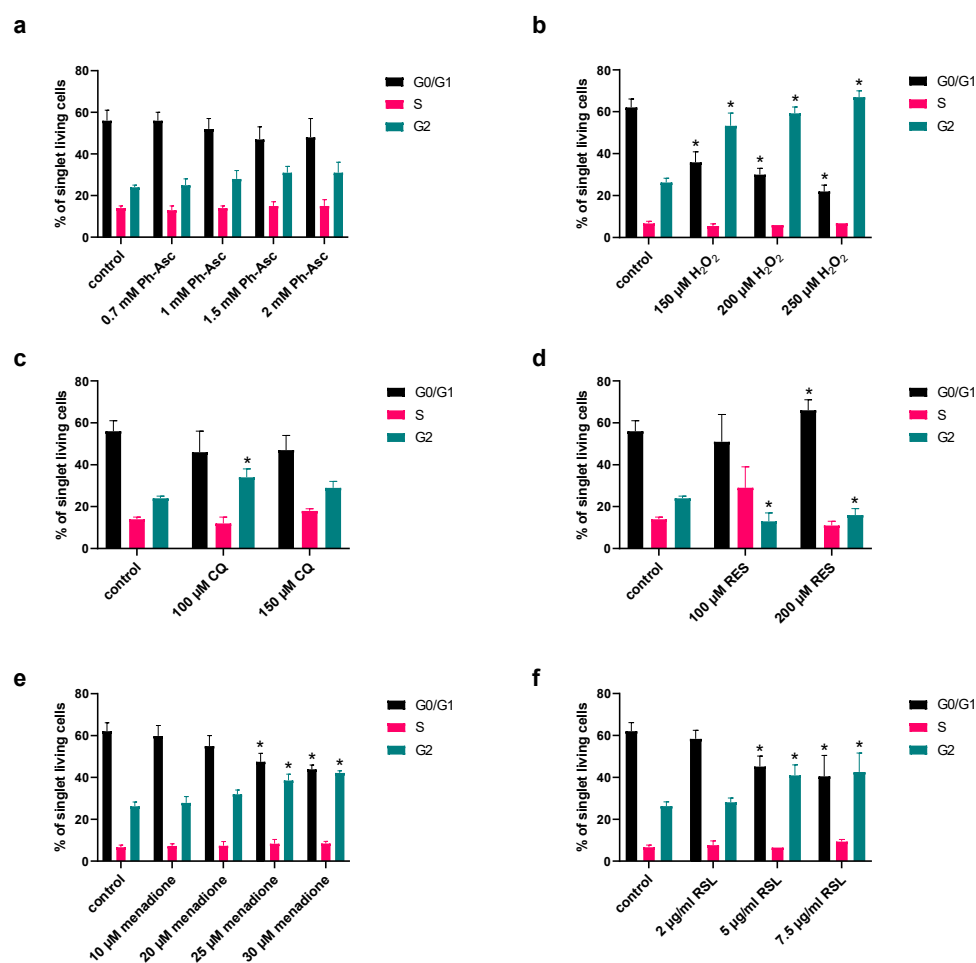 a
% of singlet living cells
80
60
40
20
0
control
0.7 mM Ph-Asc
1 mM Ph-Asc
1.5 mM Ph-Asc
2 mM Ph-Asc
G0/G1
S
G2
b
% of singlet living cells
80
60
40
20
0
* *
* *
* *
control
150 µM H₂O₂
200 µM H₂O₂
250 µM H₂O₂
G0/G1
S
G2
c
% of singlet living cells
80
60
40
20
0
*
control
100 µM CQ
150 µM CQ
G0/G1
S
G2
d
% of singlet living cells
80
60
40
20
0
*
* *
control
100 µM RES
200 µM RES
G0/G1
S
G2
e
% of singlet living cells
80
60
40
20
0
* *
* *
control
10 µM menadione
20 µM menadione
25 µM menadione
30 µM menadione
G0/G1
S
G2
f
% of singlet living cells
80
60
40
20
0
* *
* *
control
2 µg/ml RSL
5 µg/ml RSL
7.5 µg/ml RSL
G0/G1
S
G2